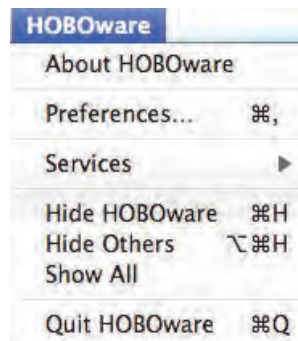 HOBOware
About HOBOware
Preferences... ⌘,
Services ▶
Hide HOBOware ⌘H
Hide Others ⌥⌘H
Show All
Quit HOBOware ⌘Q